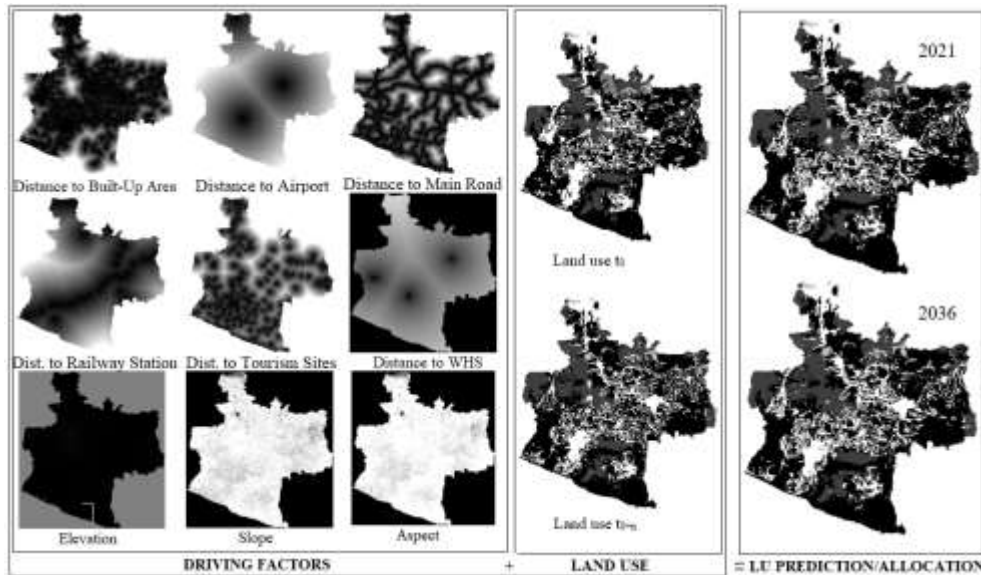 2021
Distance to Built-Up Area Distance to Airport Distance to Main Road
Land use tᵢ
2036
Dist. to Railway Station Dist. to Tourism Sites Distance to WHS
Land use tᵢ₊ₙ
Elevation Slope Aspect
DRIVING FACTORS + LAND USE = LU PREDICTION/ALLOCATION